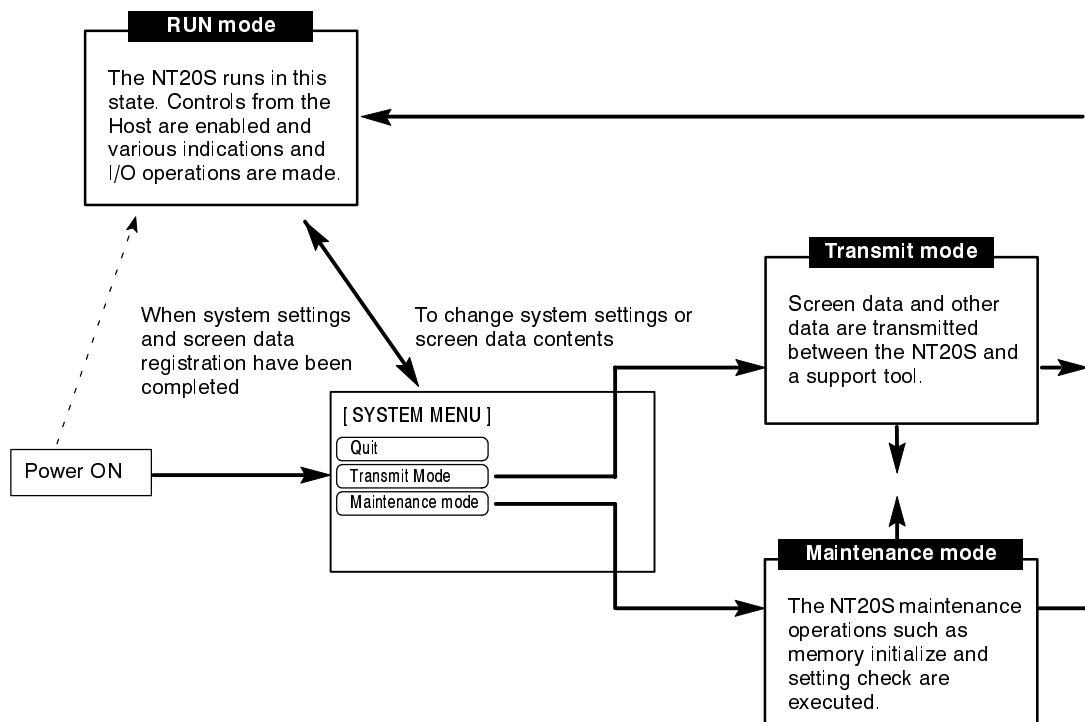 RUN mode
The NT20S runs in this
state. Controls from the
Host are enabled and
various indications and
I/O operations are made.
When system settings
and screen data
registration have been
completed
To change system settings or
screen data contents
Transmit mode
Screen data and other
data are transmitted
between the NT20S and
a support tool.
Power ON
[ SYSTEM MENU ]
Quit
Transmit Mode
Maintenance mode
Maintenance mode
The NT20S maintenance
operations such as
memory initialize and
setting check are
executed.